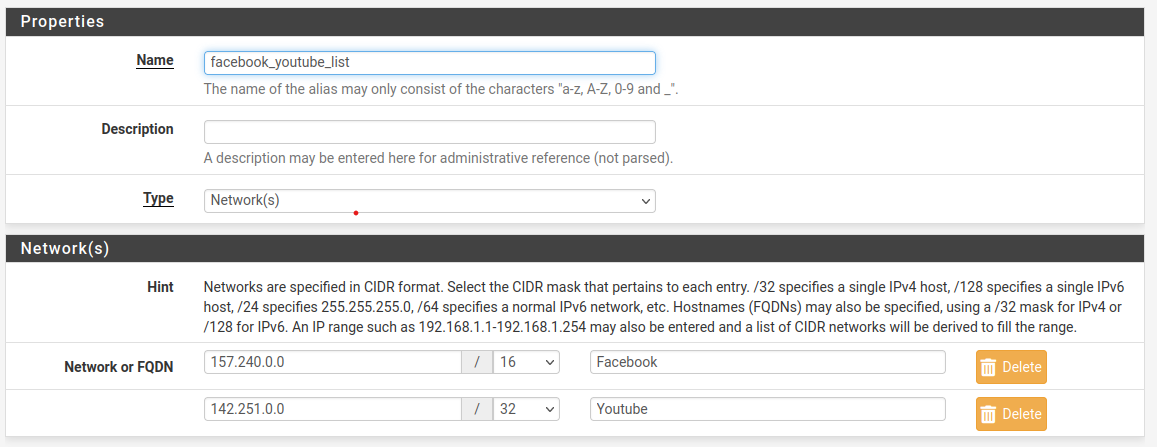 Properties
Name
facebook_youtube_list
The name of the alias may only consist of the characters "a-z, A-Z, 0-9 and _".
Description
A description may be entered here for administrative reference (not parsed).
Type
Network(s)
Network(s)
Hint
Networks are specified in CIDR format. Select the CIDR mask that pertains to each entry. /32 specifies a single IPv4 host, /128 specifies a single IPv6
host, /24 specifies 255.255.255.0, /64 specifies a normal IPv6 network, etc. Hostnames (FQDNs) may also be specified, using a /32 mask for IPv4 or
/128 for IPv6. An IP range such as 192.168.1.1-192.168.1.254 may also be entered and a list of CIDR networks will be derived to fill the range.
Network or FQDN
157.240.0.0 / 16 Facebook Delete
142.251.0.0 / 32 Youtube Delete